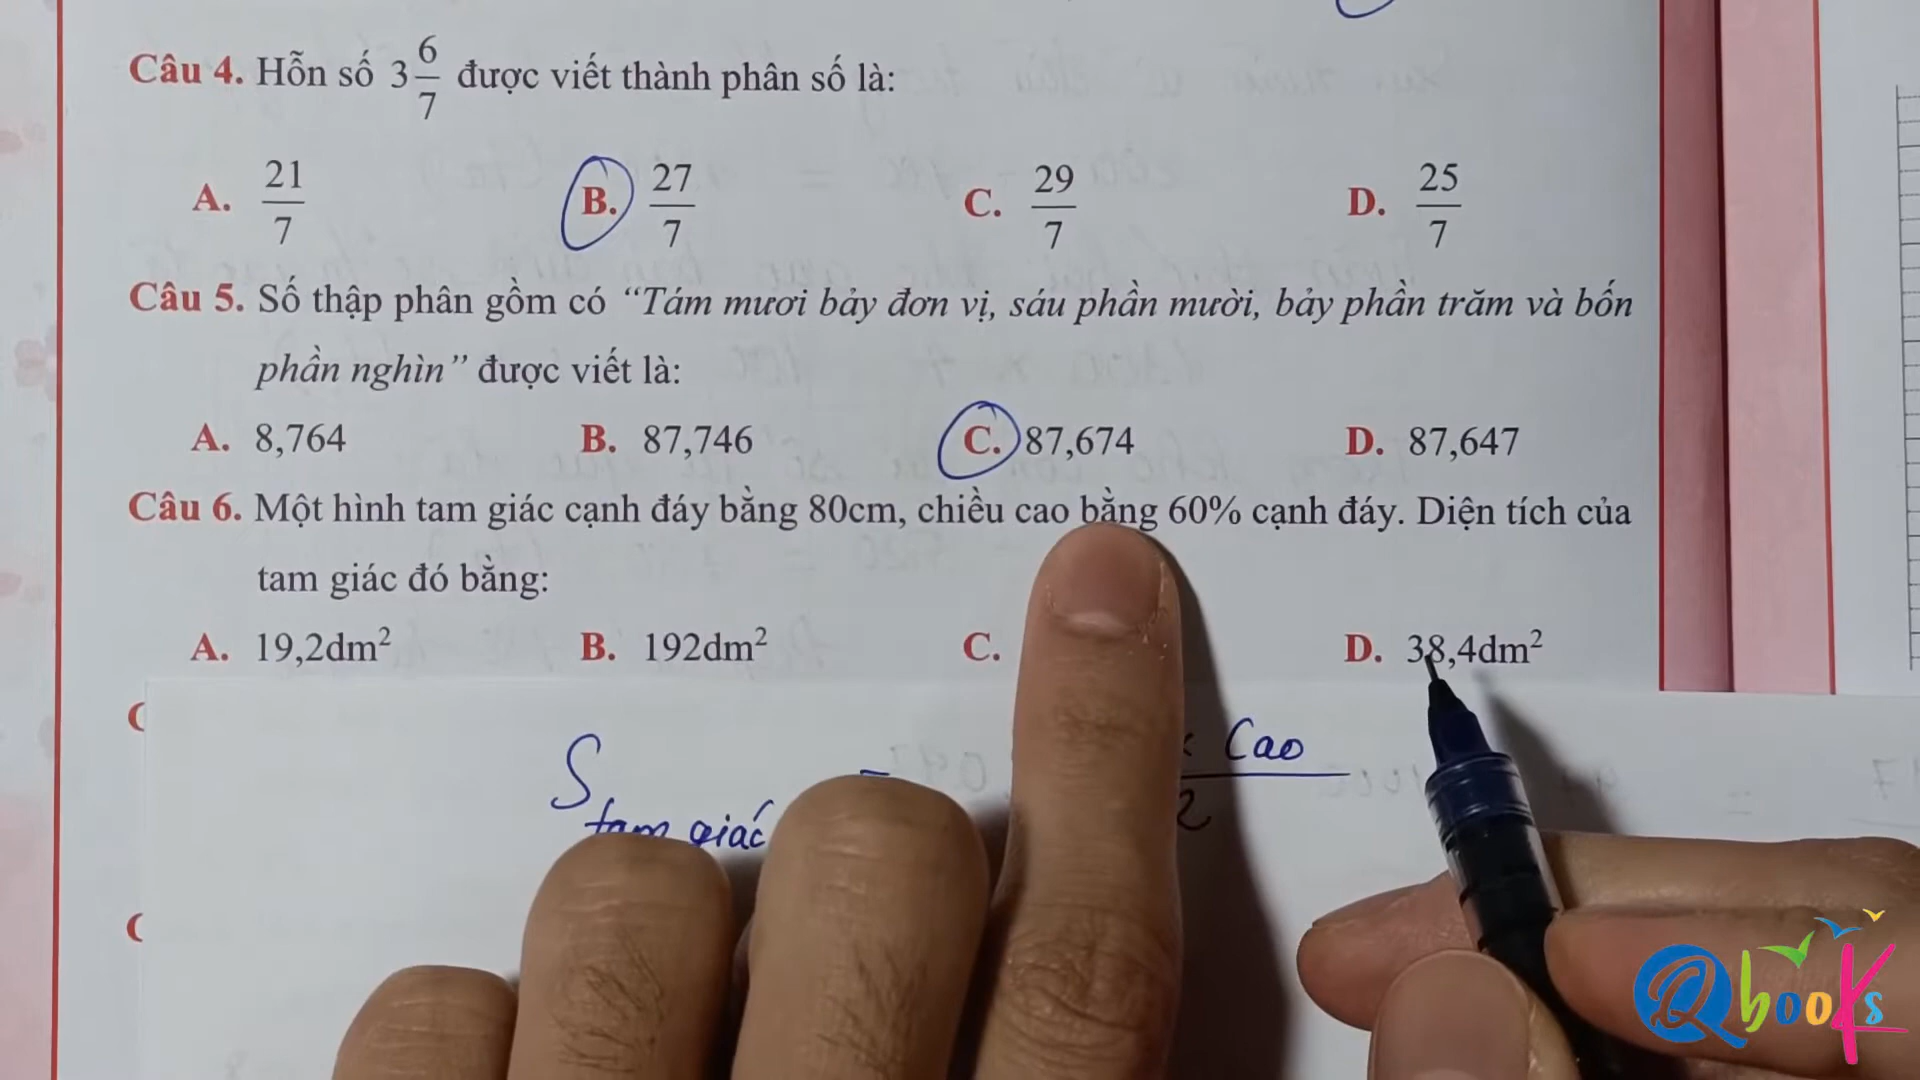 Câu 4. Hỗn số 3 6/7 được viết thành phân số là:
A. 21/7 B. 27/7 C. 29/7 D. 25/7
Câu 5. Số thập phân gồm có “Tám mươi bảy đơn vị, sáu phần mười, bảy phần trăm và bốn
phần nghìn” được viết là:
A. 8,764 B. 87,746 C. 87,674 D. 87,647
Câu 6. Một hình tam giác cạnh đáy bằng 80cm, chiều cao bằng 60% cạnh đáy. Diện tích của
tam giác đó bằng:
A. 19,2dm² B. 192dm² C. D. 38,4dm²
S tam giác = x Cao
2
Qbooks